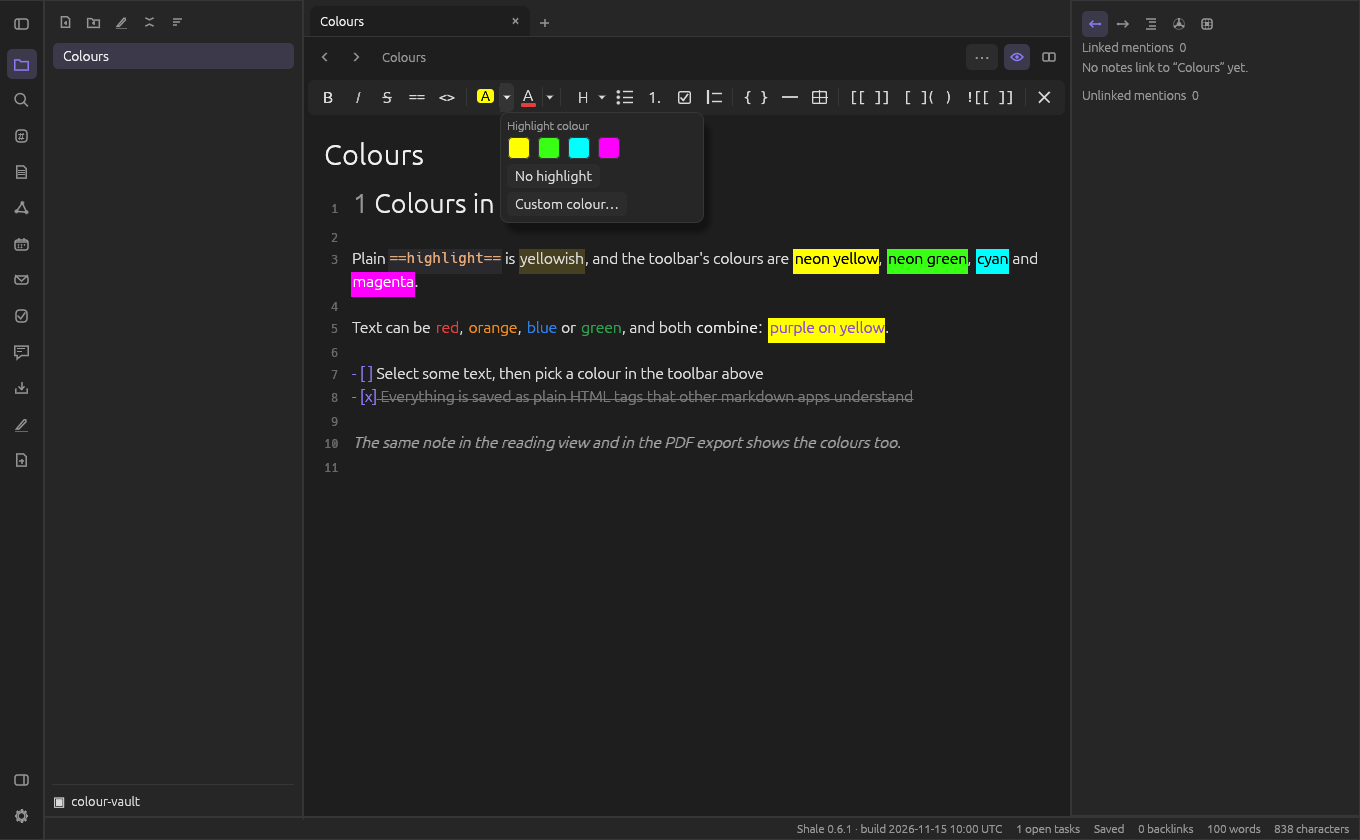 Colours
Colours
Colours
B I S == <> A A H 1. { } [[ ]] [ ]( ) ![[ ]]
Highlight colour
No highlight
Custom colour…
Colours
1 1 Colours in
2
3 Plain ==highlight== is yellowish, and the toolbar's colours are neon yellow, neon green, cyan and
magenta.
4
5 Text can be red, orange, blue or green, and both combine: purple on yellow.
6
7 - [ ] Select some text, then pick a colour in the toolbar above
8 - [x] Everything is saved as plain HTML tags that other markdown apps understand
9
10 The same note in the reading view and in the PDF export shows the colours too.
11
Linked mentions 0
No notes link to “Colours” yet.
Unlinked mentions 0
colour-vault
Shale 0.6.1 · build 2026-11-15 10:00 UTC 1 open tasks Saved 0 backlinks 100 words 838 characters